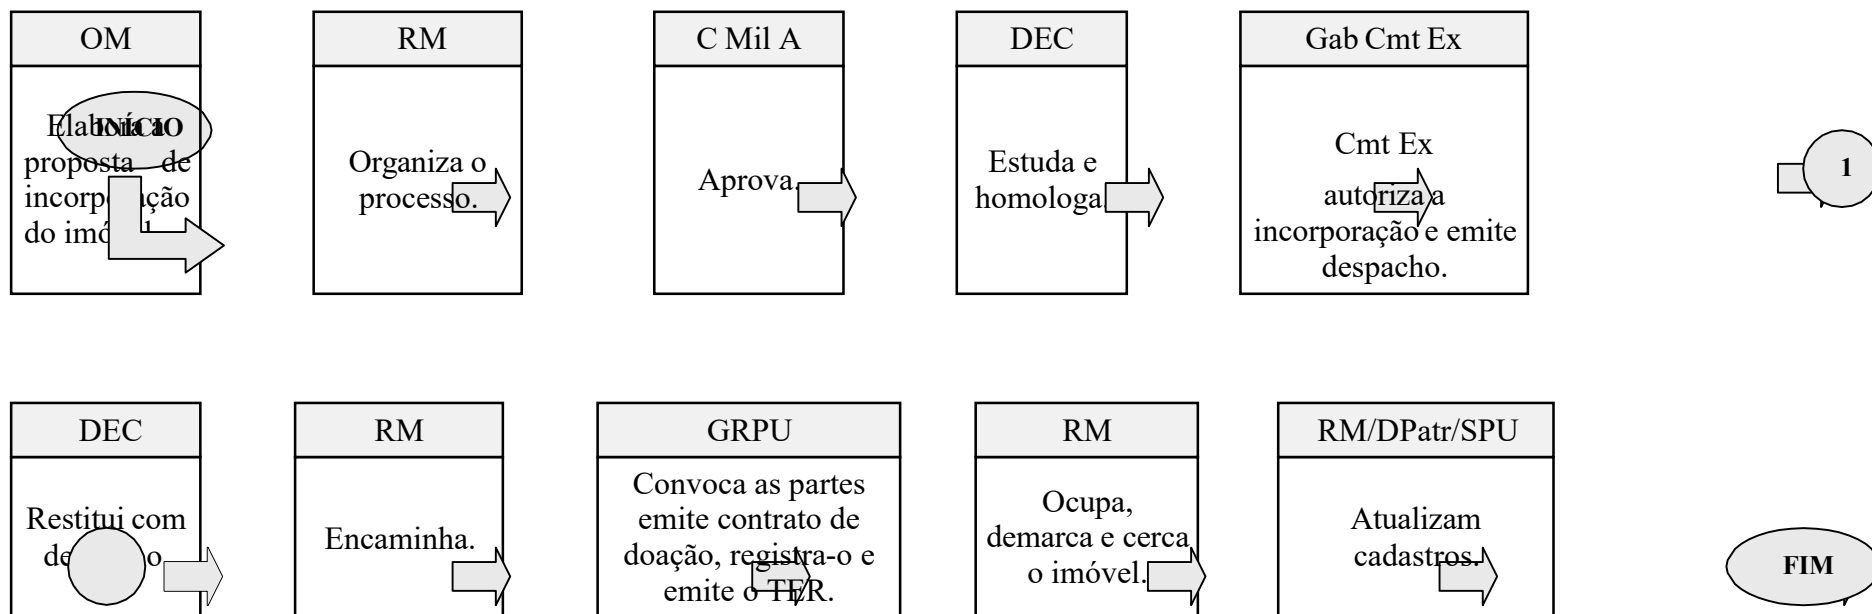 OM
INÍCIO
Elabora a
proposta de
incorporação
do
RM
Organiza o
processo.
C Mil A
Aprova.
DEC
Estuda e
homologa
Gab Cmt Ex
Cmt Ex
autoriza a
incorporação e emite
despacho.
1
DEC
Restitui com
RM
Encaminha.
GRPU
Convoca as partes
emite contrato de
doação, registra-o e
emite o TER.
RM
Ocupa,
demarca e cerca
o imóvel.
RM/DPatr/SPU
Atualizam
cadastros.
FIM